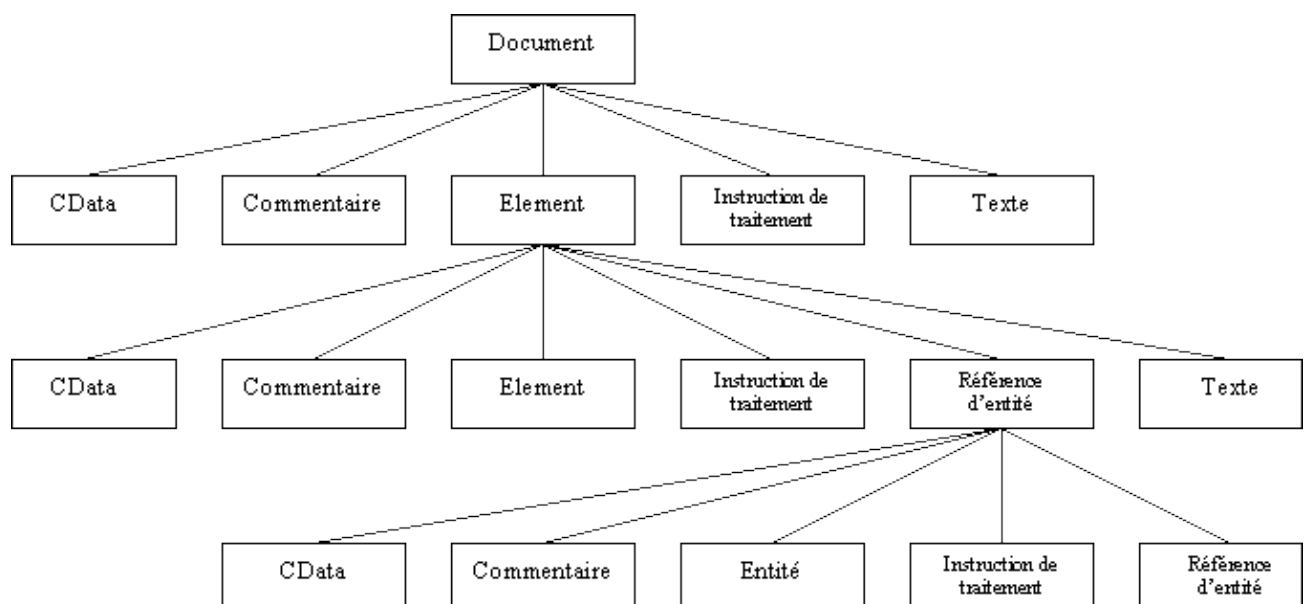 Document
CData
Commentaire
Element
Instruction de
traitement
Texte
CData
Commentaire
Element
Instruction de
traitement
Référence
d'entité
Texte
CData
Commentaire
Entité
Instruction de
traitement
Référence
d'entité